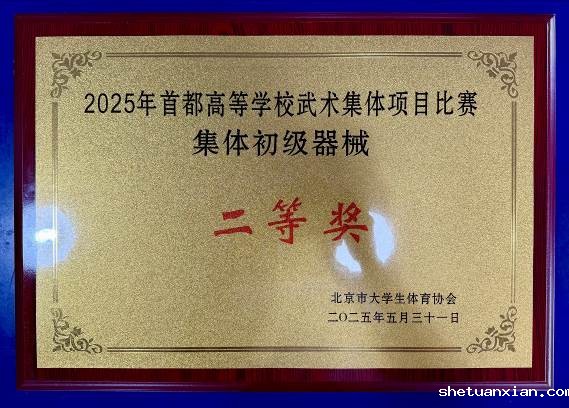 2025年首都高等学校武术集体项目比赛
集体初级器械
二等奖
北京市大学生体育协会
二〇二五年五月三十一日
shetuanxian.com